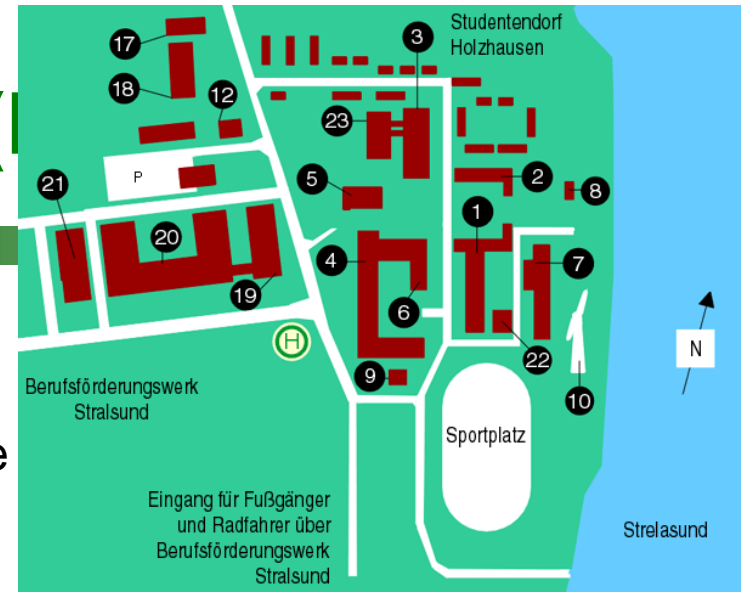 Studentendorf
Holzhausen
3
17
18
12
23
P
5
2
8
21
1
20
4
7
19
6
H
22
9
10
N
Berufsförderungswerk
Stralsund
Sportplatz
e
Eingang für Fußgänger
und Radfahrer über
Berufsförderungswerk
Stralsund
Strelasund